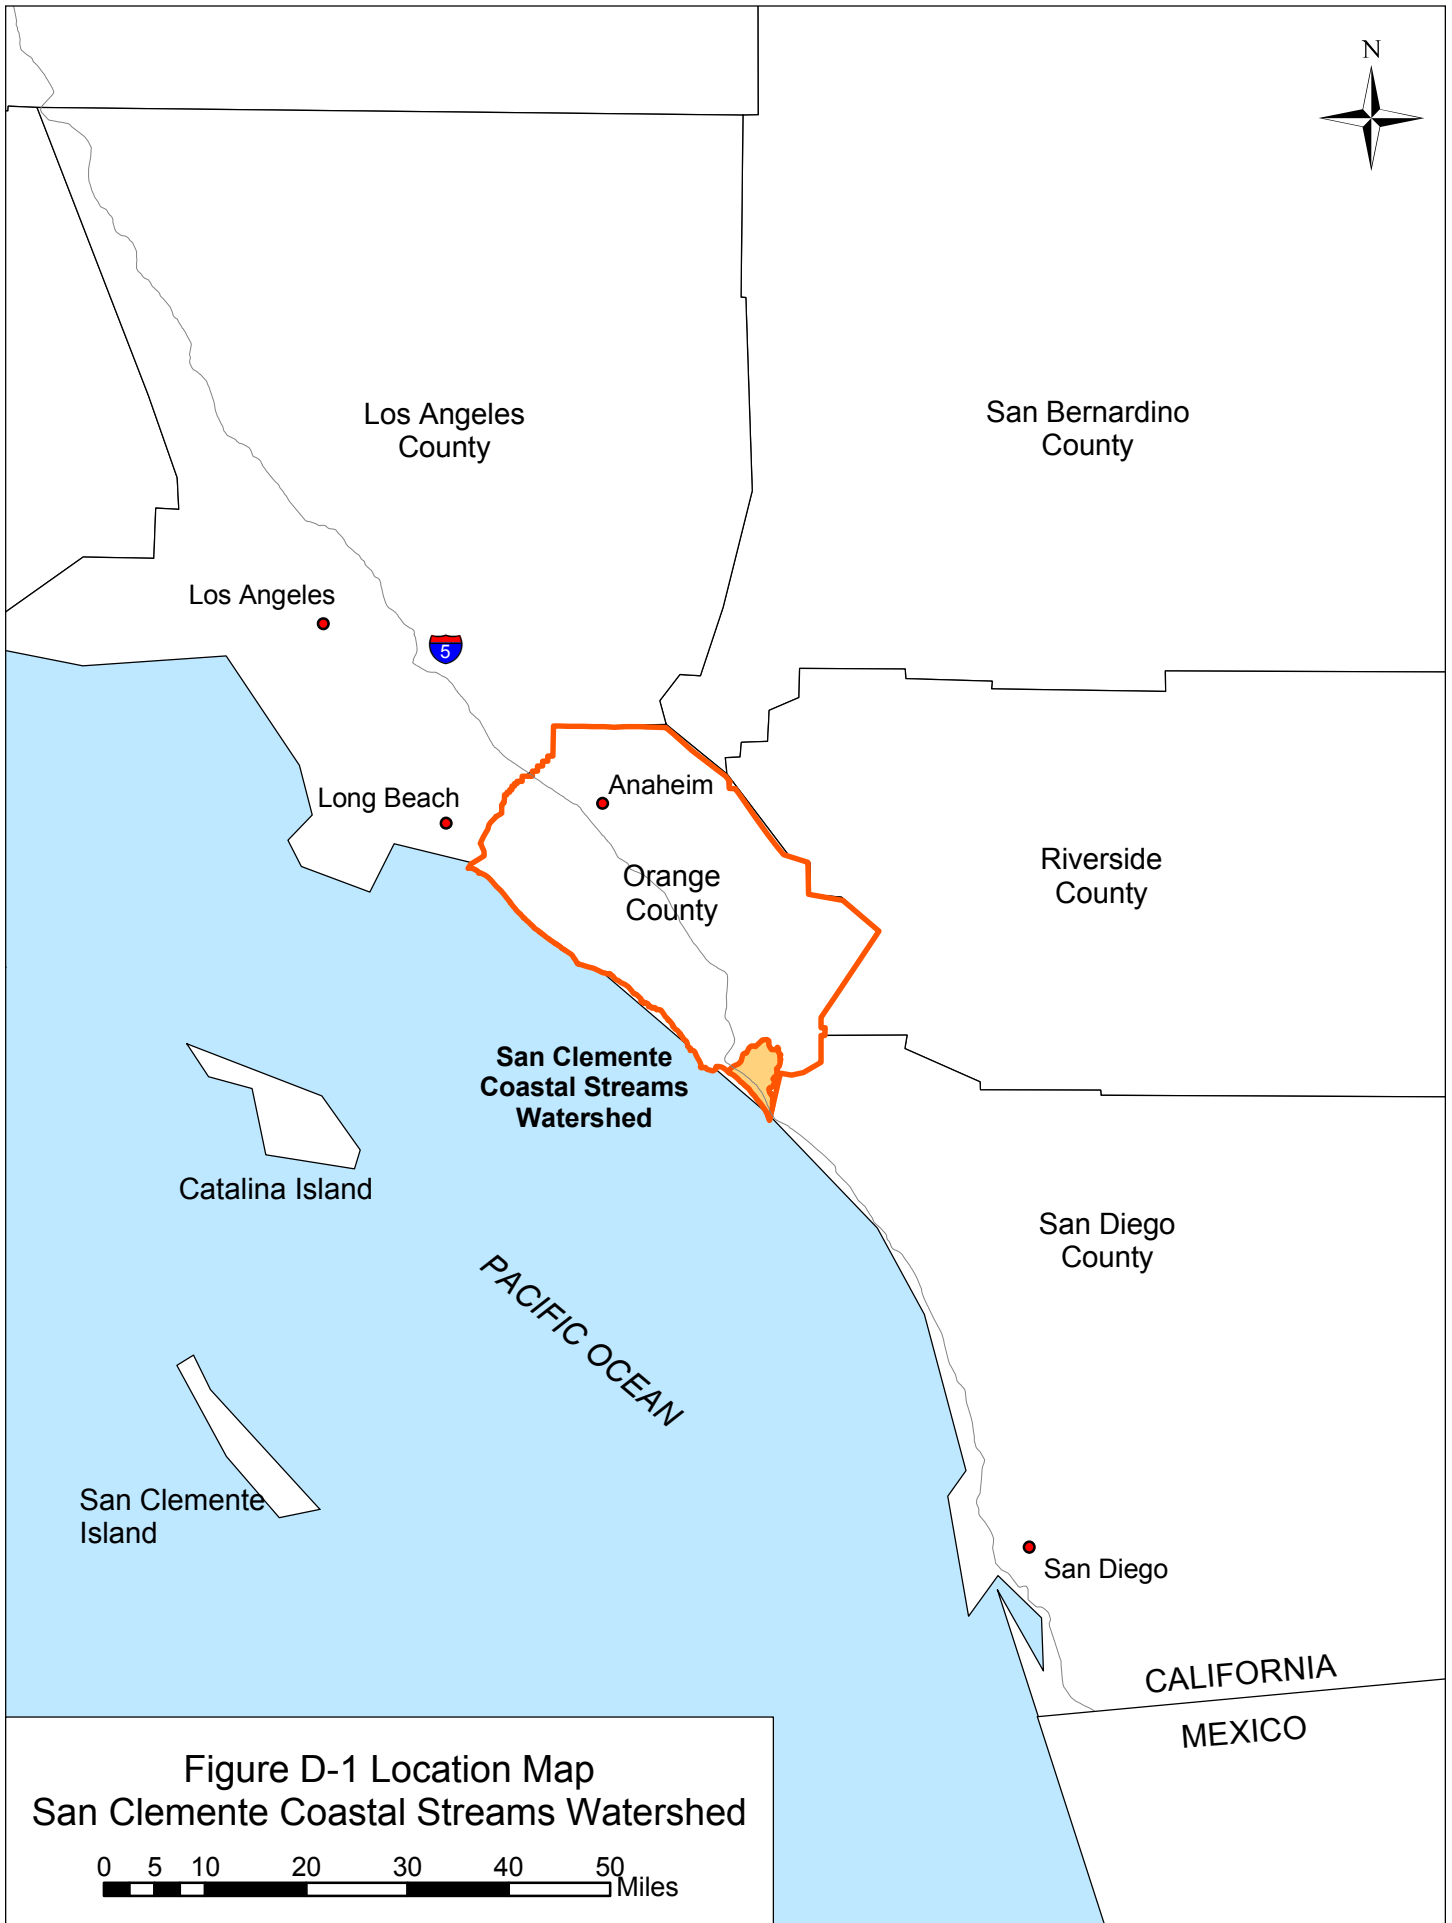 N
Los Angeles
County
San Bernardino
County
Los Angeles
5
Long Beach
Anaheim
Orange
County
Riverside
County
San Clemente
Coastal Streams
Watershed
Catalina Island
San Diego
County
PACIFIC OCEAN
San Clemente
Island
San Diego
CALIFORNIA
MEXICO
Figure D-1 Location Map
San Clemente Coastal Streams Watershed
0 5 10 20 30 40 50
Miles